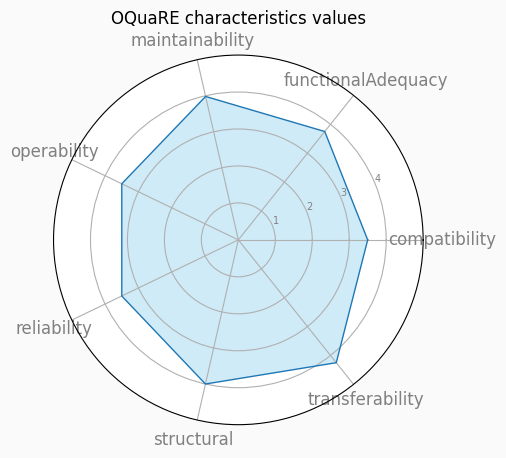 OQuaRE characteristics values
maintainability
functionalAdequacy
operability
4
3
2
1
compatibility
reliability
transferability
structural